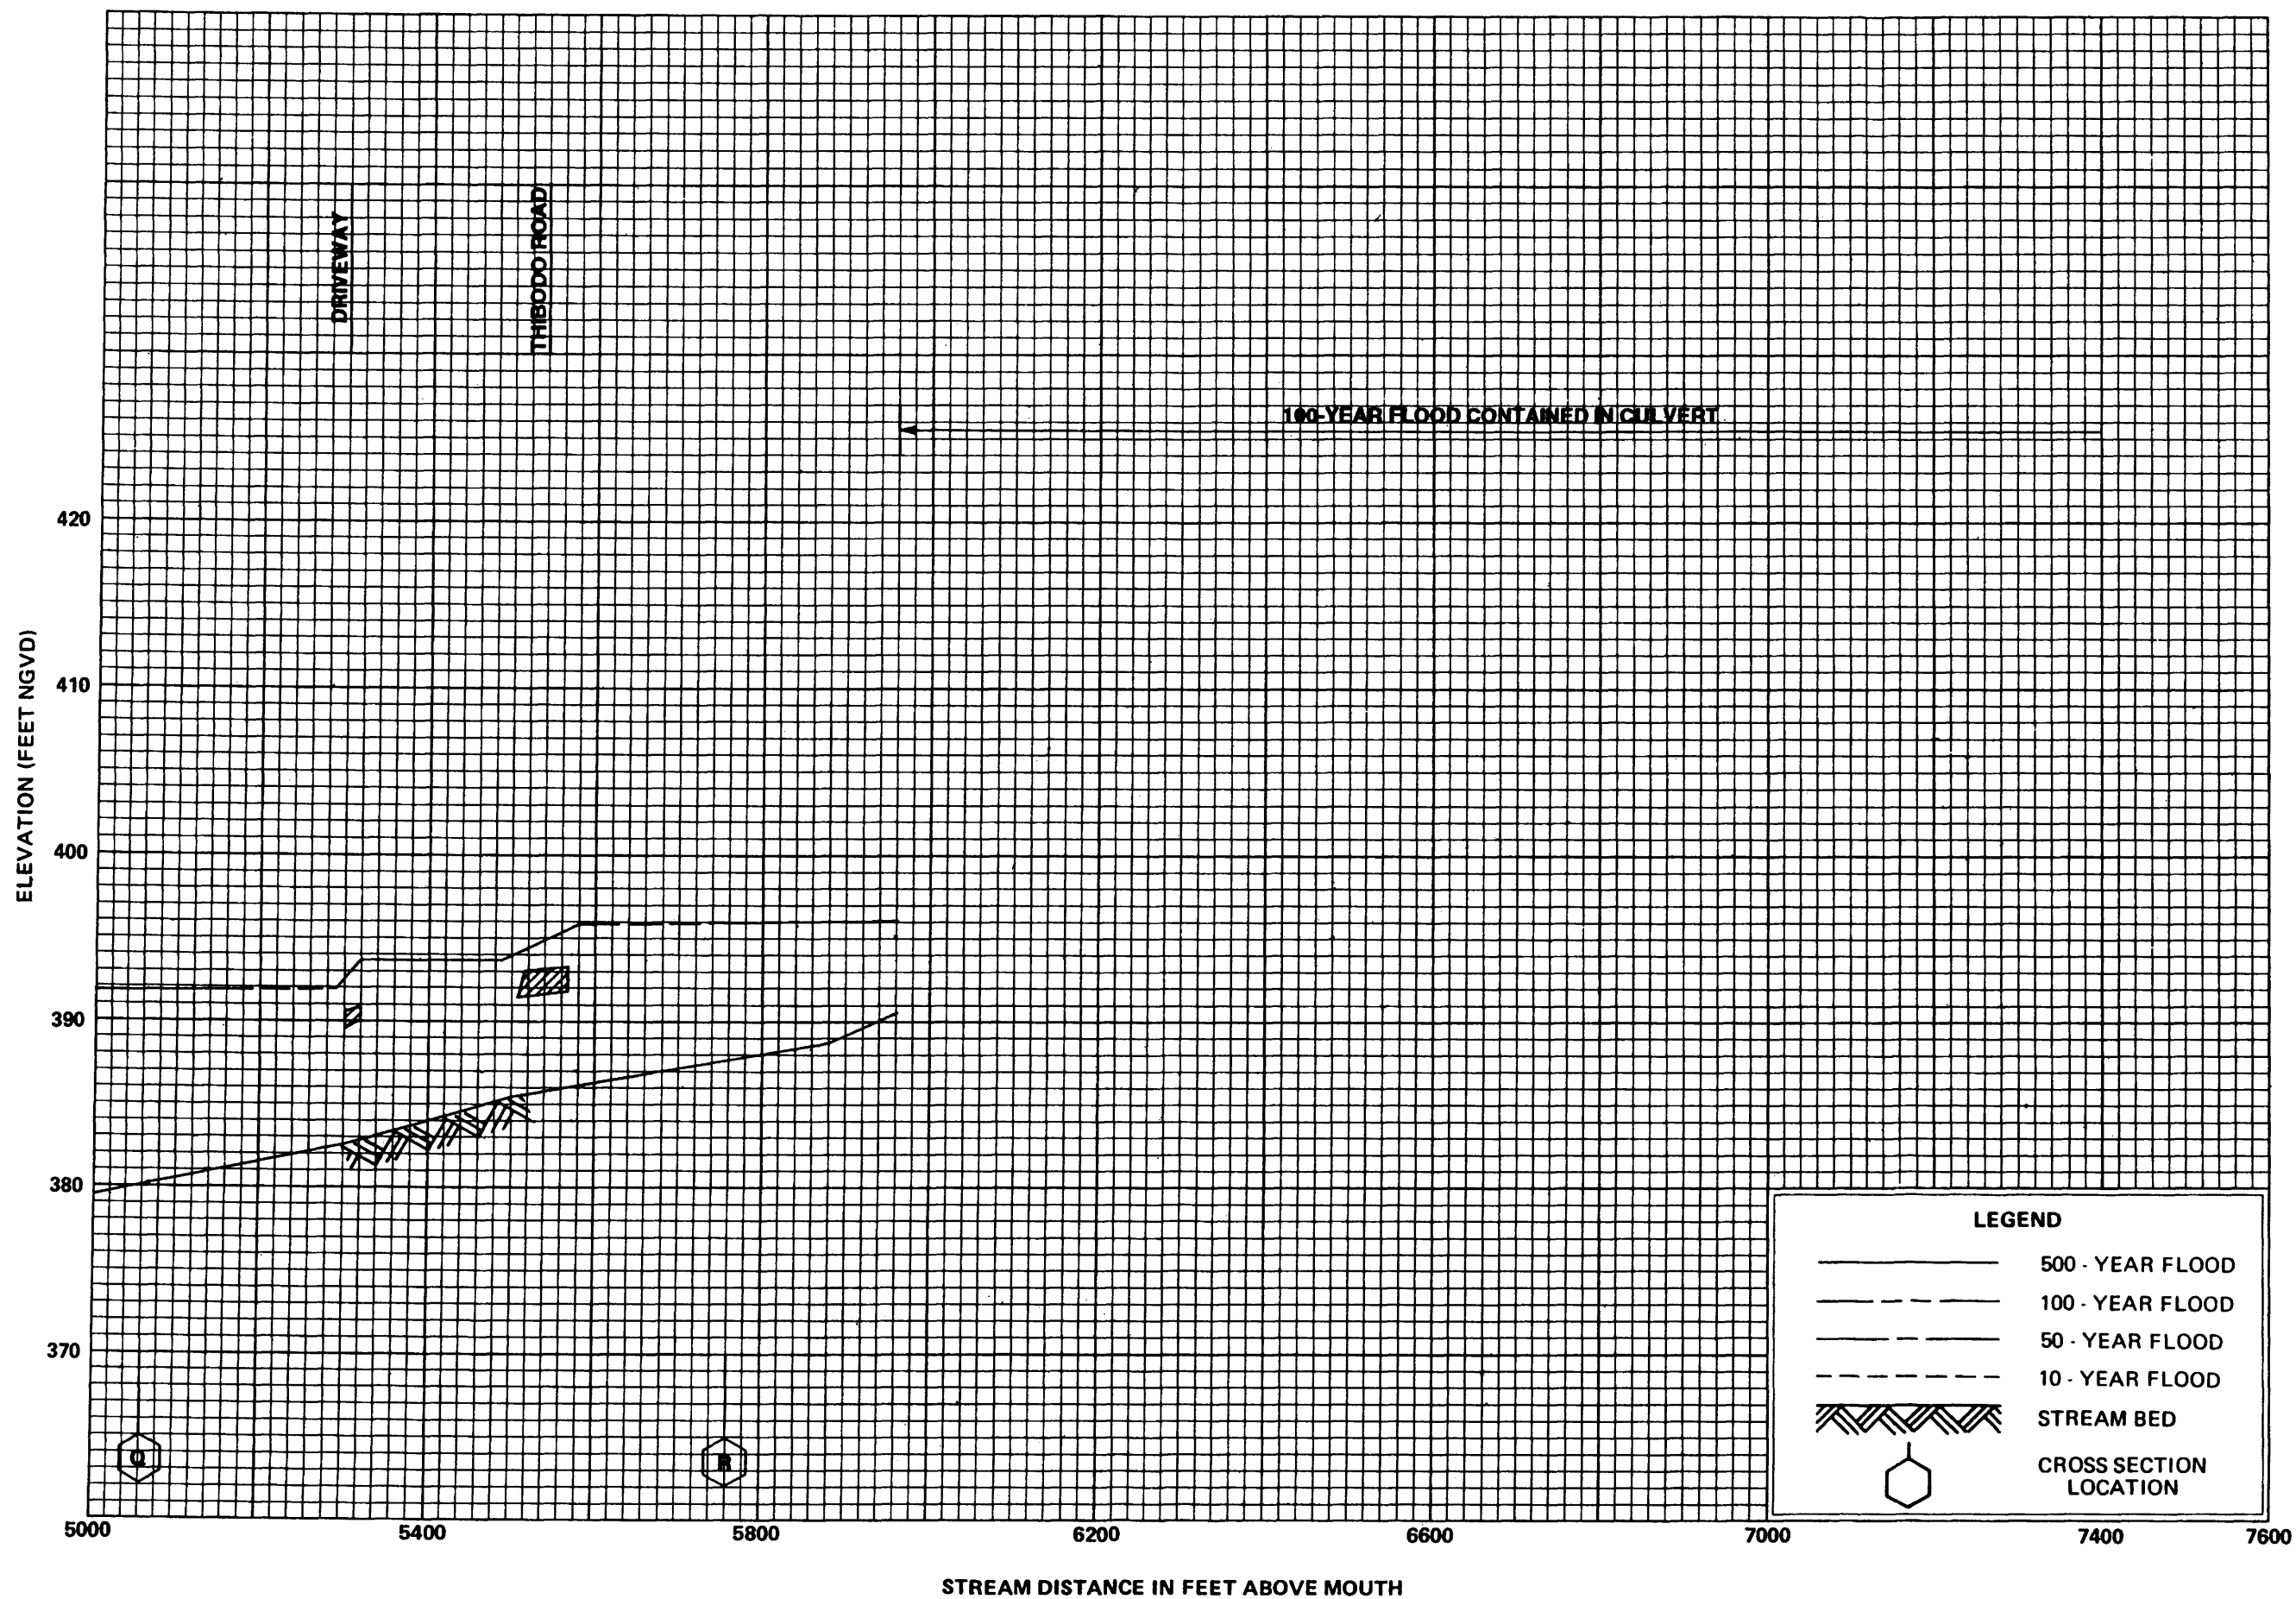 DRIVEWAY
THIBODO ROAD
100-YEAR FLOOD CONTAINED IN CULVERT
420
410
400
390
380
370
ELEVATION (FEET NGVD)
LEGEND
500 - YEAR FLOOD
100 - YEAR FLOOD
50 - YEAR FLOOD
10 - YEAR FLOOD
STREAM BED
CROSS SECTION
LOCATION
Q
R
5000
5400
5800
6200
6600
7000
7400
7600
STREAM DISTANCE IN FEET ABOVE MOUTH